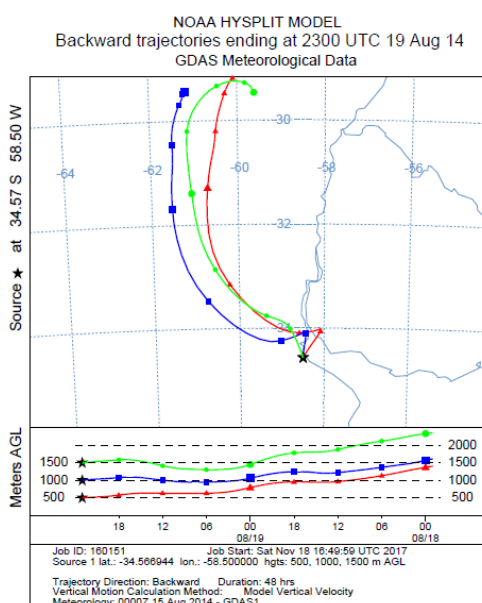 NOAA HYSPLIT MODEL
Backward trajectories ending at 2300 UTC 19 Aug 14
GDAS Meteorological Data
Source ★ at 34.57 S 58.50 W
-30
-64
-62
-60
-58
-56
-32
Meters AGL
2000
1500 1500
1000 1000
500 500
18 12 06 00 18 12 06 00
08/19 08/18
Job ID: 160151 Job Start: Sat Nov 18 16:49:59 UTC 2017
Source 1 lat.: -34.566944 lon.: -58.500000 hgts: 500, 1000, 1500 m AGL
Trajectory Direction: Backward Duration: 48 hrs
Vertical Motion Calculation Method: Model Vertical Velocity
Meteorology: 0000Z 15 Aug 2014 - GDAS1